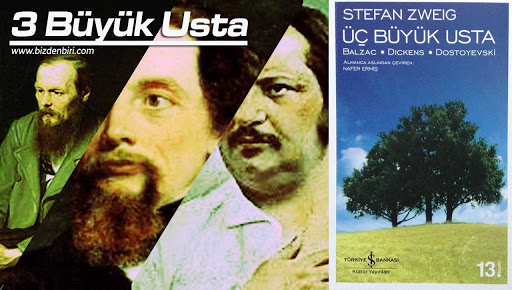 3 Büyük Usta
www.bizdenbiri.com
STEFAN ZWEIG
ÜÇ BÜYÜK USTA
BALZAC • DICKENS • DOSTOYEVSKİ
ALMANCA ASLINDAN ÇEVİREN:
NAFER ERMİŞ
TÜRKİYE İŞ BANKASI
Kültür Yayınları
13